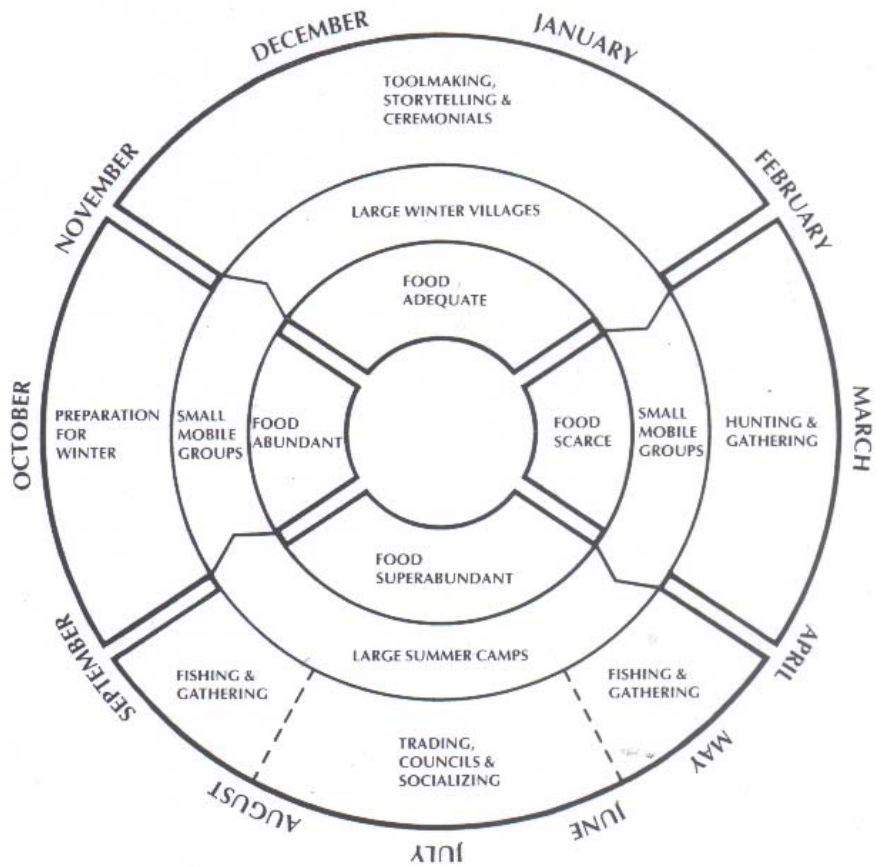 DECEMBER
JANUARY
FEBRUARY
MARCH
APRIL
MAY
JUNE
JULY
AUGUST
SEPTEMBER
OCTOBER
NOVEMBER
TOOLMAKING,
STORYTELLING &
CEREMONIALS
LARGE WINTER VILLAGES
FOOD
ADEQUATE
PREPARATION
FOR
WINTER
SMALL
MOBILE
GROUPS
FOOD
ABUNDANT
FOOD
SCARCE
SMALL
MOBILE
GROUPS
HUNTING &
GATHERING
FOOD
SUPERABUNDANT
LARGE SUMMER CAMPS
FISHING &
GATHERING
TRADING,
COUNCILS &
SOCIALIZING
FISHING &
GATHERING